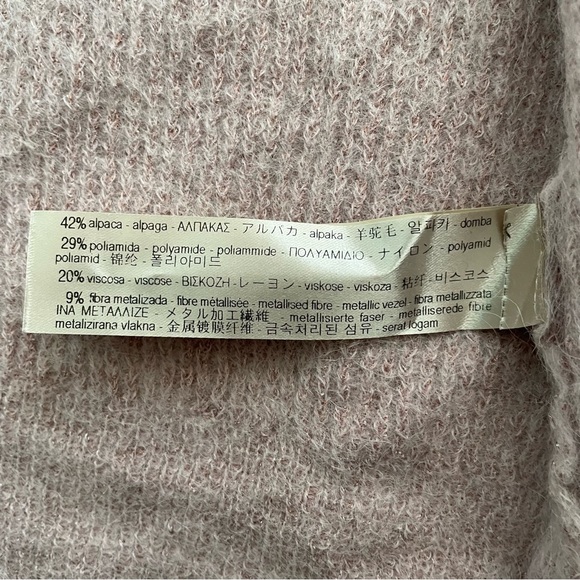 42% alpaca - alpaga - ΑΛΠΑΚΑΣ - アルパカ - alpaka - 羊驼毛 - 알파카 - domba
29% poliamida - polyamide - poliammide - ΠΟΛΥΑΜΙΔΙΟ - ナイロン - polyamid
poliamid - 锦纶 - 폴리아미드
20% viscosa - viscose - ΒΙΣΚΟΖΗ - レーヨン - viskose - viskoza - 粘纤 - 비스코스
9% fibra metalizada - fibre métallisée - metallised fibre - metallic vezel - fibra metallizzata
ΙΝΑ ΜΕΤΑΛΛΙΖΕ - メタル加工繊維 - metallisierte faser - metalliserede fibre
metalizirana vlakna - 金属镀膜纤维 - 금속처리된 섬유 - serat logam